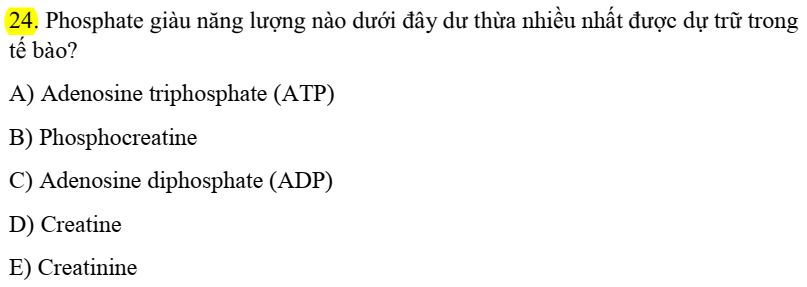 24. Phosphate giàu năng lượng nào dưới đây dư thừa nhiều nhất được dự trữ trong
tế bào?
A) Adenosine triphosphate (ATP)
B) Phosphocreatine
C) Adenosine diphosphate (ADP)
D) Creatine
E) Creatinine